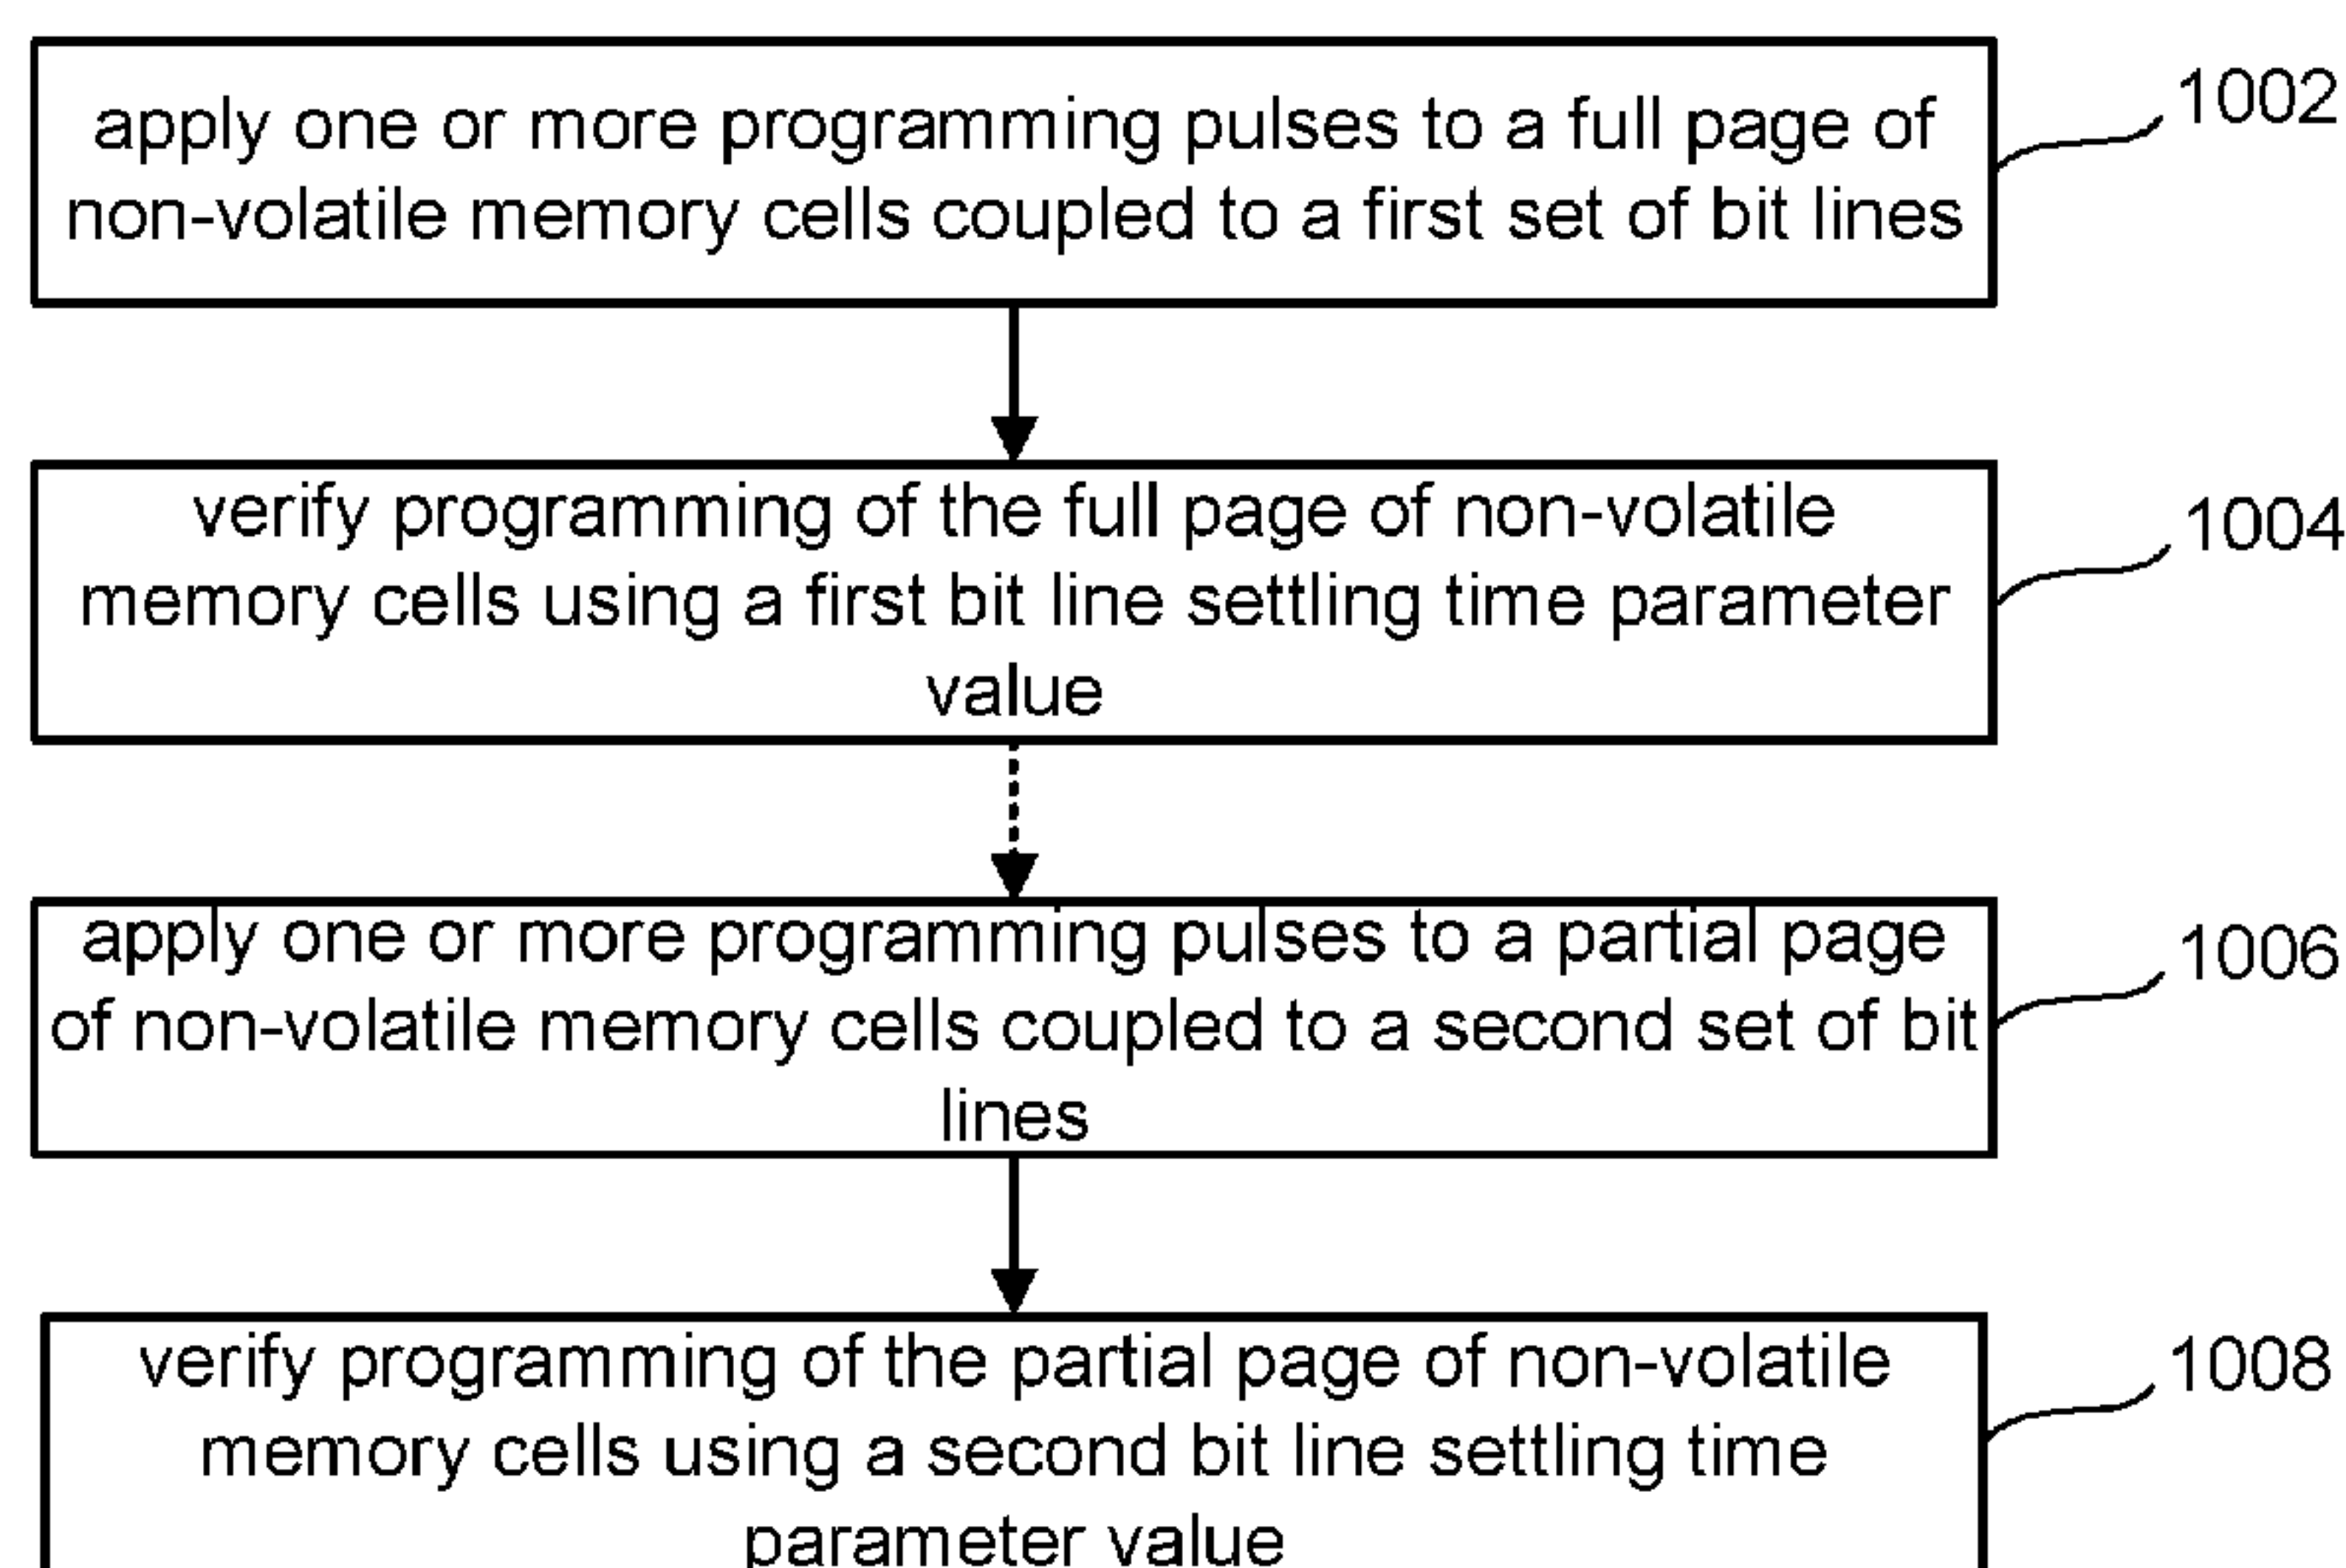 apply one or more programming pulses to a full page of
non-volatile memory cells coupled to a first set of bit lines
1002
verify programming of the full page of non-volatile
memory cells using a first bit line settling time parameter
value
1004
apply one or more programming pulses to a partial page
of non-volatile memory cells coupled to a second set of bit
lines
1006
verify programming of the partial page of non-volatile
memory cells using a second bit line settling time
parameter value
1008